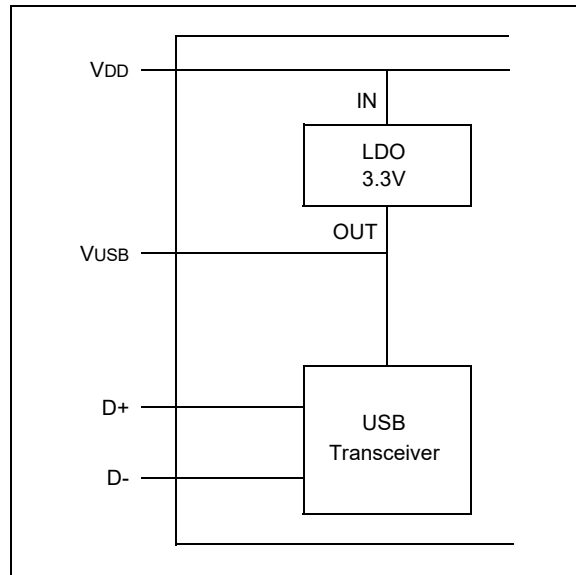 VDD
IN
LDO
3.3V
OUT
VUSB
D+
USB
Transceiver
D-